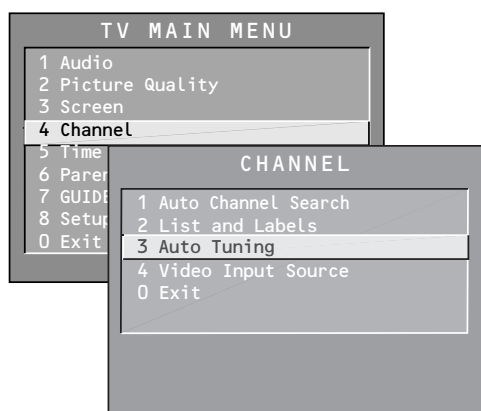 TV MAIN MENU
1 Audio
2 Picture Quality
3 Screen
4 Channel
5 Time
6
7 GUIDE
8
0 Exit
CHANNEL
1 Auto Channel Search
2 List and Labels
3 Auto Tuning
4 Video Input Source
0 Exit